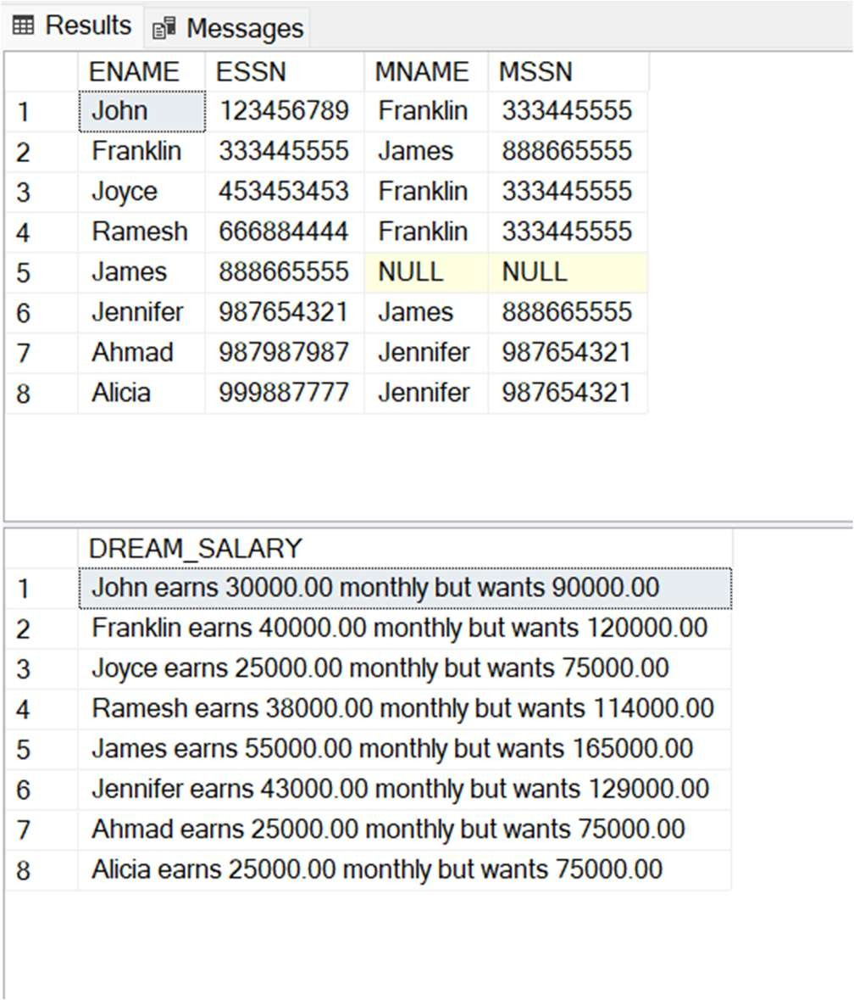 Results Messages
ENAME ESSN MNAME MSSN
1 John 123456789 Franklin 333445555
2 Franklin 333445555 James 888665555
3 Joyce 453453453 Franklin 333445555
4 Ramesh 666884444 Franklin 333445555
5 James 888665555 NULL NULL
6 Jennifer 987654321 James 888665555
7 Ahmad 987987987 Jennifer 987654321
8 Alicia 999887777 Jennifer 987654321
DREAM_SALARY
1 John earns 30000.00 monthly but wants 90000.00
2 Franklin earns 40000.00 monthly but wants 120000.00
3 Joyce earns 25000.00 monthly but wants 75000.00
4 Ramesh earns 38000.00 monthly but wants 114000.00
5 James earns 55000.00 monthly but wants 165000.00
6 Jennifer earns 43000.00 monthly but wants 129000.00
7 Ahmad earns 25000.00 monthly but wants 75000.00
8 Alicia earns 25000.00 monthly but wants 75000.00